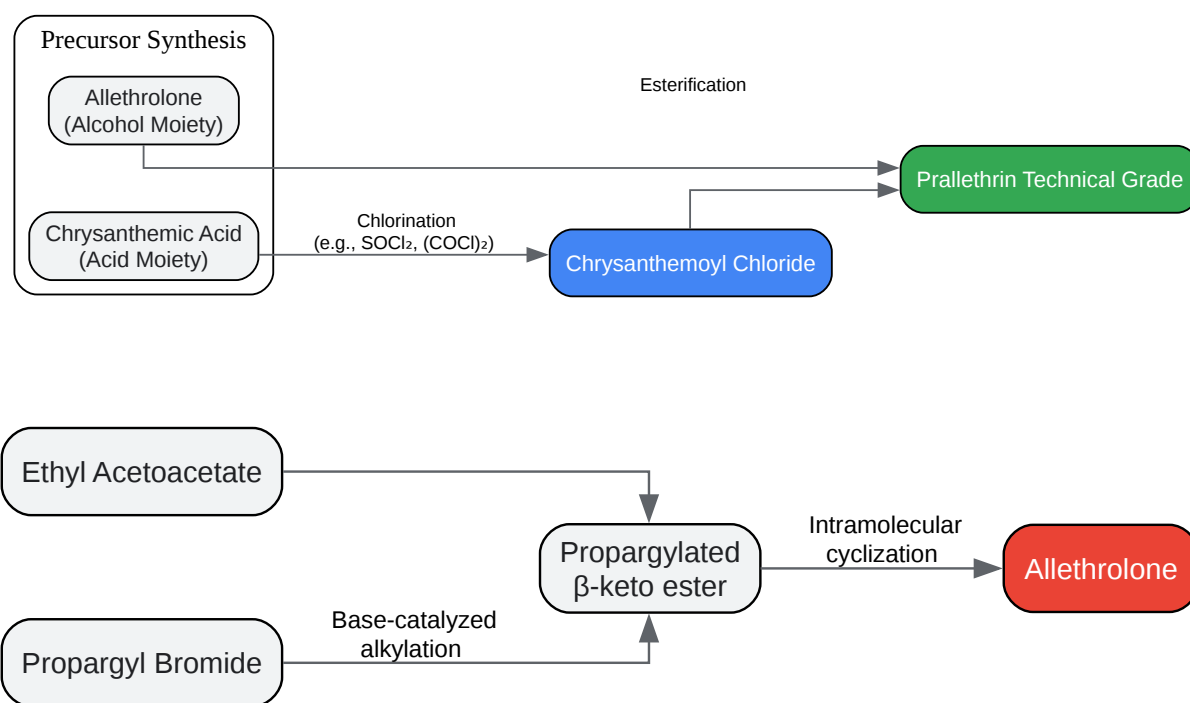 Precursor Synthesis
Allethrolone
(Alcohol Moiety)
Esterification
Prallethrin Technical Grade
Chrysanthemic Acid
(Acid Moiety)
Chlorination
(e.g., SOCl₂, (COCl)₂)
Chrysanthemoyl Chloride
Ethyl Acetoacetate
Propargylated
β-keto ester
Intramolecular
cyclization
Allethrolone
Base-catalyzed
alkylation
Propargyl Bromide